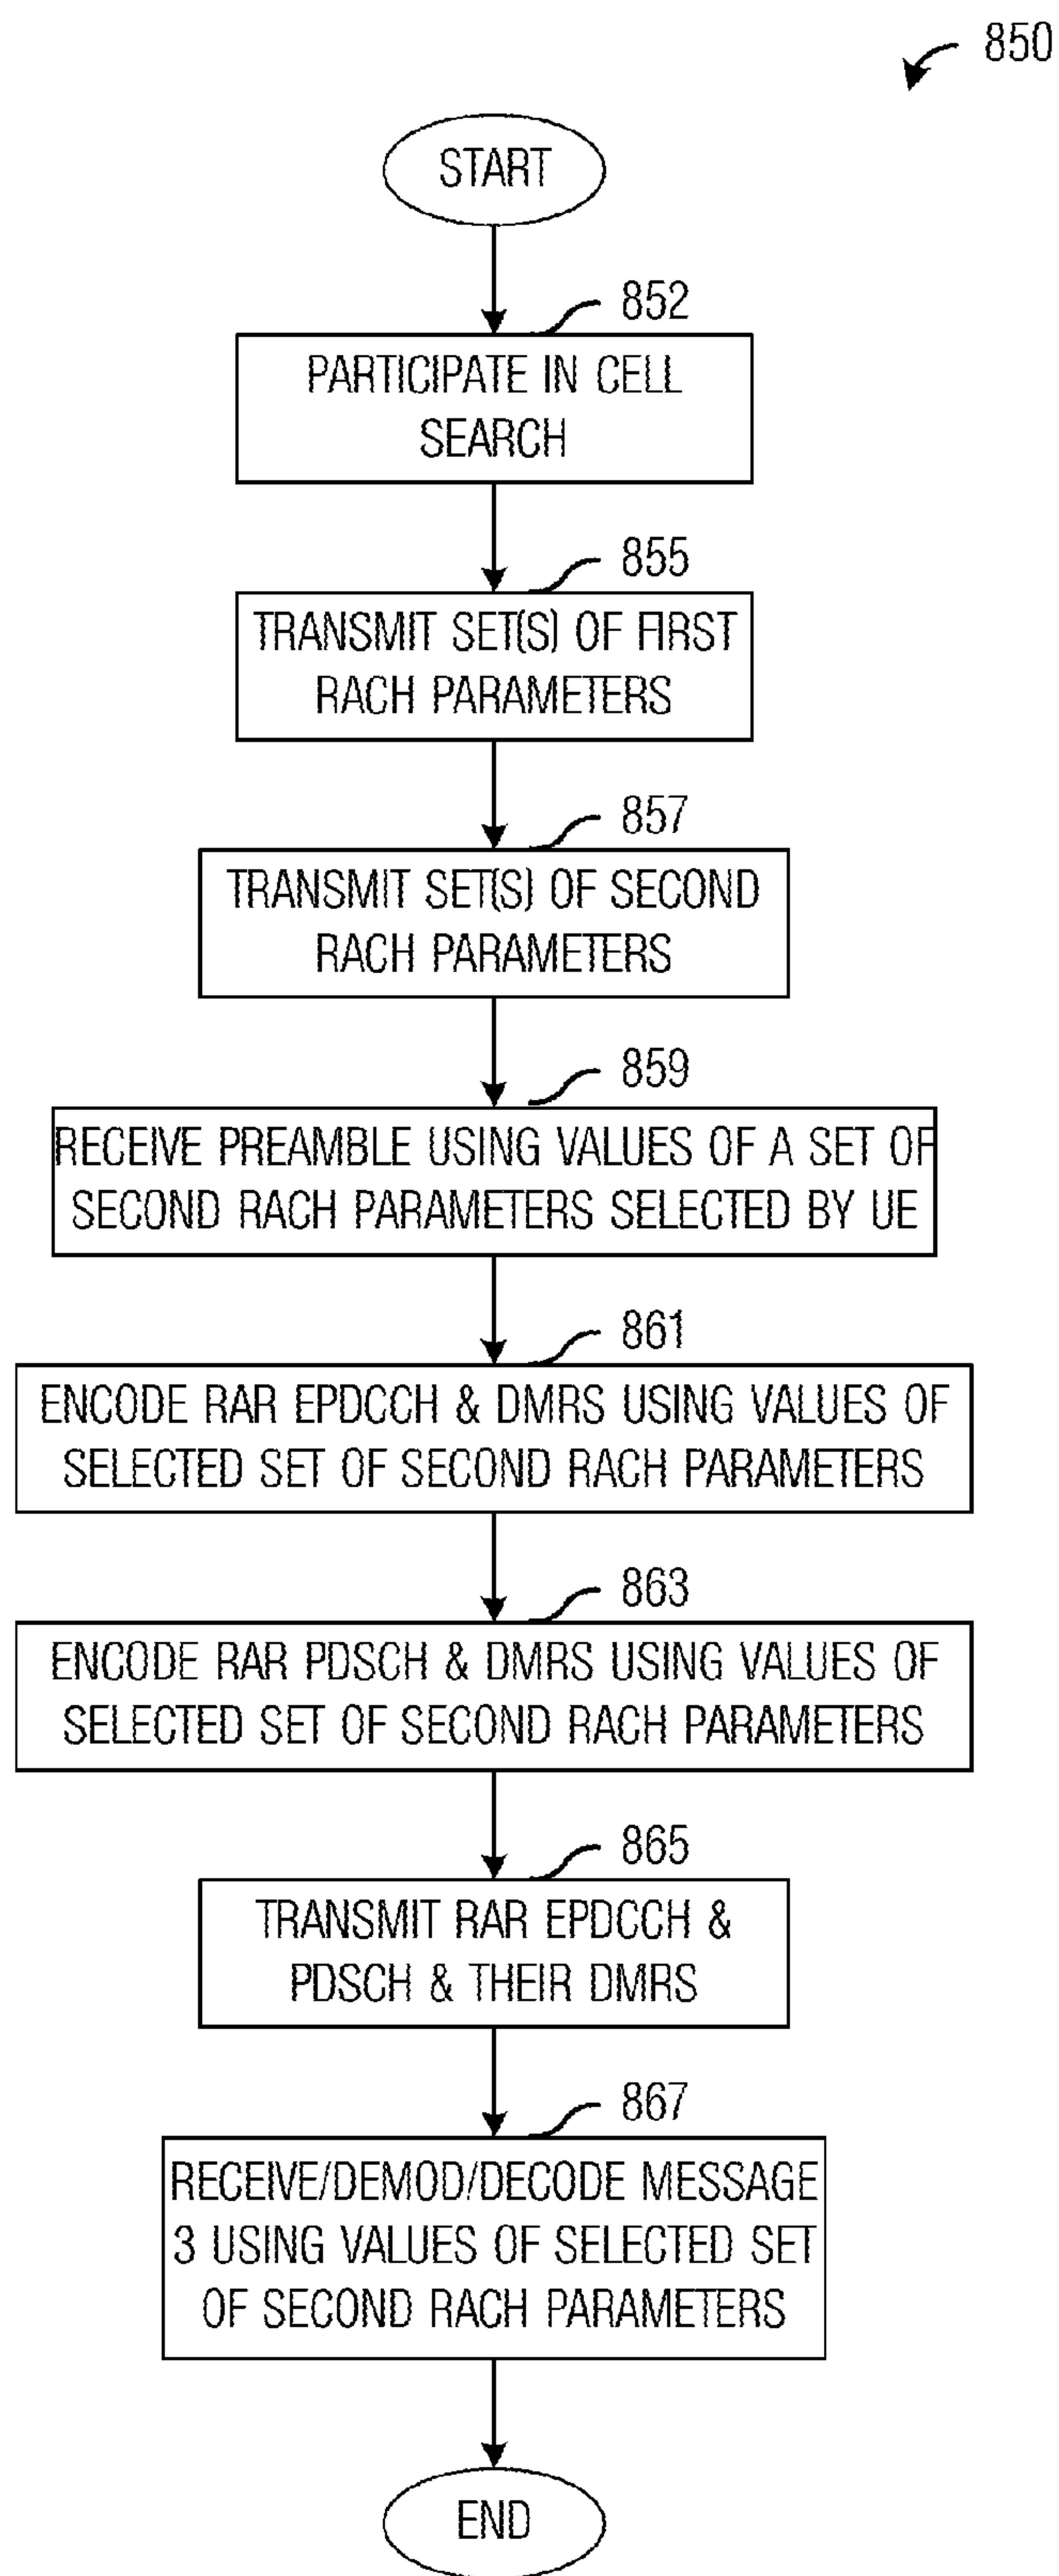 850
START
852
PARTICIPATE IN CELL
SEARCH
855
TRANSMIT SET(S) OF FIRST
RACH PARAMETERS
857
TRANSMIT SET(S) OF SECOND
RACH PARAMETERS
859
RECEIVE PREAMBLE USING VALUES OF A SET OF
SECOND RACH PARAMETERS SELECTED BY UE
861
ENCODE RAR EPDCCH & DMRS USING VALUES OF
SELECTED SET OF SECOND RACH PARAMETERS
863
ENCODE RAR PDSCH & DMRS USING VALUES OF
SELECTED SET OF SECOND RACH PARAMETERS
865
TRANSMIT RAR EPDCCH &
PDSCH & THEIR DMRS
867
RECEIVE/DEMOD/DECODE MESSAGE
3 USING VALUES OF SELECTED SET
OF SECOND RACH PARAMETERS
END